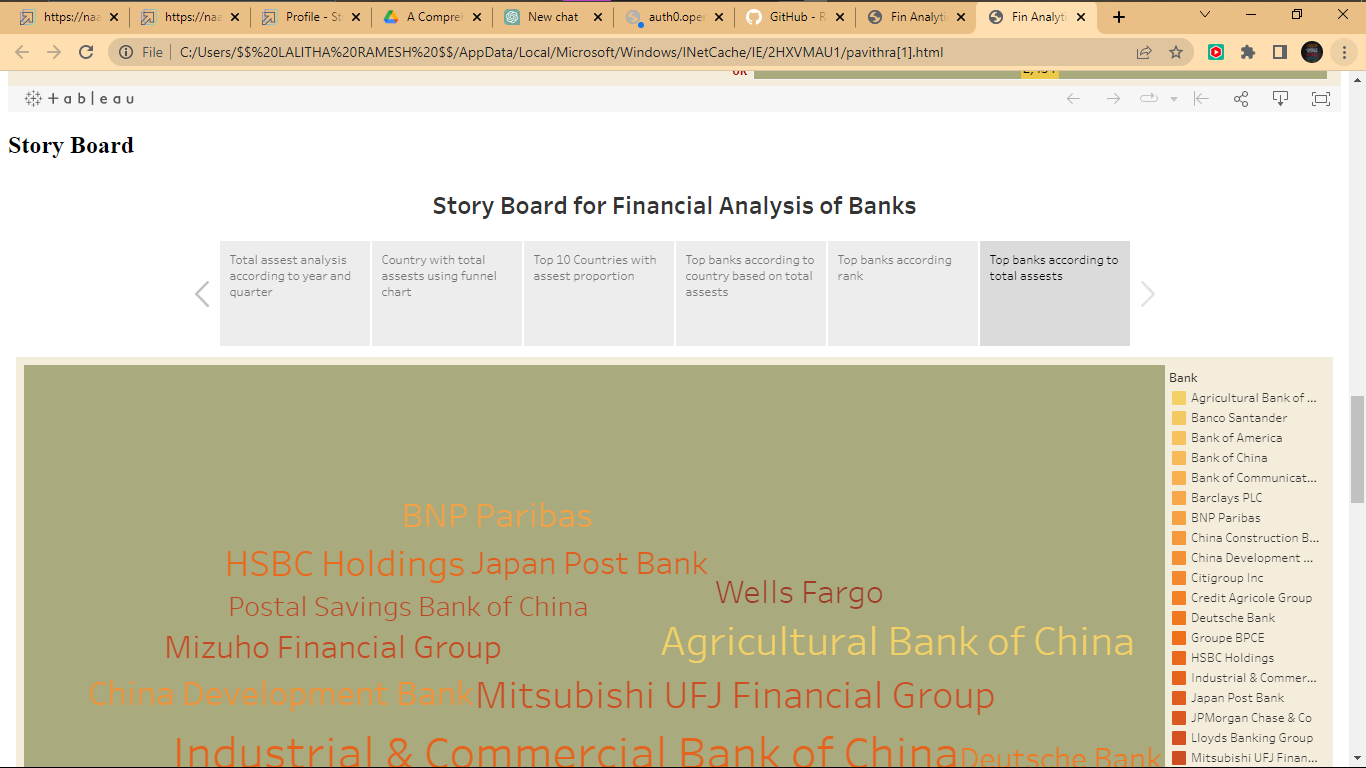 https://naa
https://naa
Profile - St
A Compreh
New chat
auth0.oper
GitHub - R
Fin Analyti
Fin Analyti
File
C:/Users/$$%20LALITHA%20RAMESH%20$$/AppData/Local/Microsoft/Windows/INetCache/IE/2HXVMAU1/pavithra[1].html
+ a b l e a u
Story Board
Story Board for Financial Analysis of Banks
Total assest analysis
according to year and
quarter
Country with total
assests using funnel
chart
Top 10 Countries with
assest proportion
Top banks according to
country based on total
assests
Top banks according
rank
Top banks according to
total assests
BNP Paribas
HSBC Holdings
Japan Post Bank
Wells Fargo
Postal Savings Bank of China
Agricultural Bank of China
Mizuho Financial Group
China Development Bank
Mitsubishi UFJ Financial Group
Industrial & Commercial Bank of China
Deutsche Bank
Bank
Agricultural Bank of ...
Banco Santander
Bank of America
Bank of China
Bank of Communicat...
Barclays PLC
BNP Paribas
China Construction B...
China Development ...
Citigroup Inc
Credit Agricole Group
Deutsche Bank
Groupe BPCE
HSBC Holdings
Industrial & Commer...
Japan Post Bank
JPMorgan Chase & Co
Lloyds Banking Group
Mitsubishi UFJ Finan...